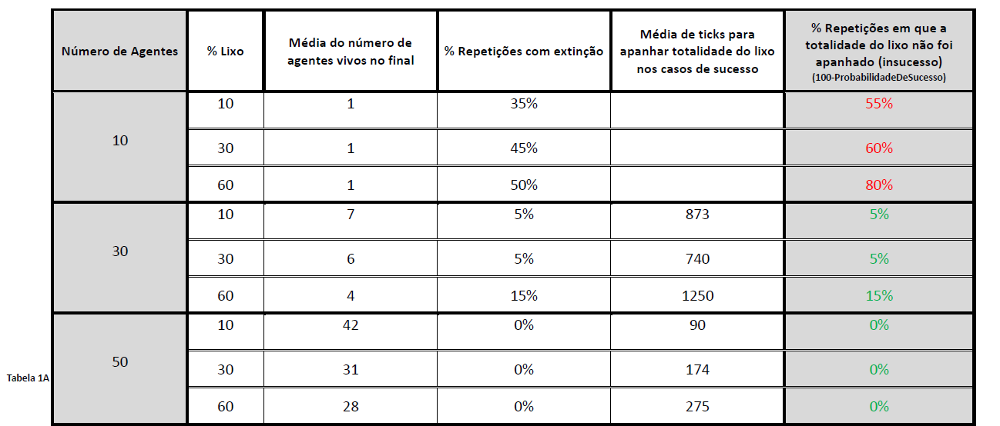 Número de Agentes
% Lixo
Média do número de
agentes vivos no final
% Repetições com extinção
Média de ticks para
apanhar totalidade do lixo
nos casos de sucesso
% Repetições em que a
totalidade do lixo não foi
apanhado (insucesso)
(100-ProbabilidadeDeSucesso)
10
10 1 35% 55%
30 1 45% 60%
60 1 50% 80%
30
10 7 5% 873 5%
30 6 5% 740 5%
60 4 15% 1250 15%
50
10 42 0% 90 0%
30 31 0% 174 0%
60 28 0% 275 0%
Tabela 1A